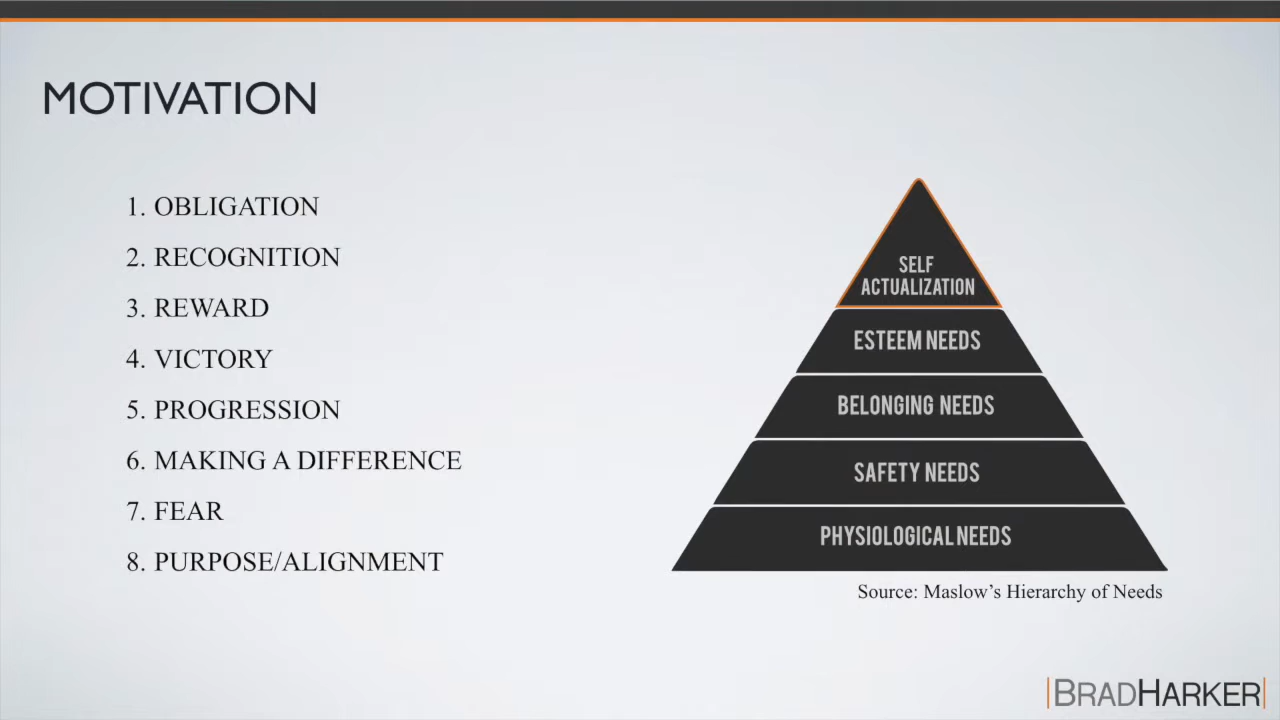 MOTIVATION
1. OBLIGATION
2. RECOGNITION
3. REWARD
4. VICTORY
5. PROGRESSION
6. MAKING A DIFFERENCE
7. FEAR
8. PURPOSE/ALIGNMENT
SELF
ACTUALIZATION
ESTEEM NEEDS
BELONGING NEEDS
SAFETY NEEDS
PHYSIOLOGICAL NEEDS
Source: Maslow’s Hierarchy of Needs
BRADHARKER